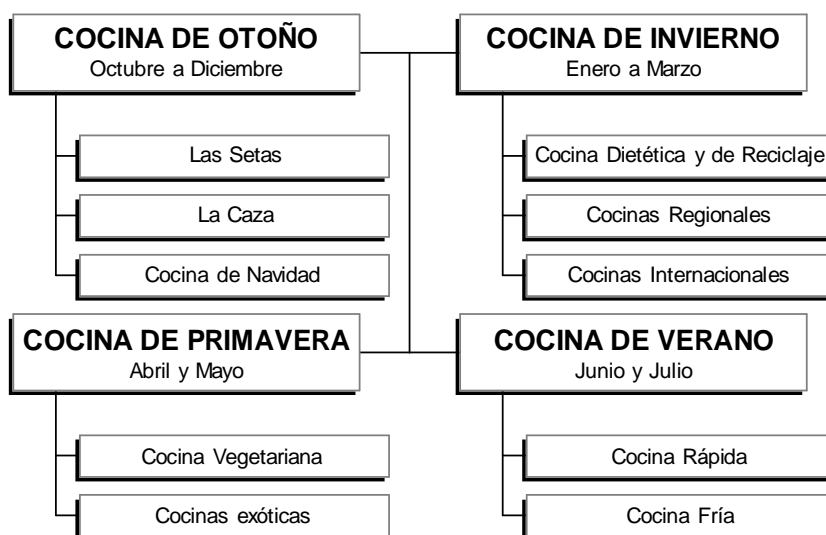 COCINA DE OTOÑO
Octubre a Diciembre
Las Setas
La Caza
Cocina de Navidad
COCINA DE INVIERNO
Enero a Marzo
Cocina Dietética y de Reciclaje
Cocinas Regionales
Cocinas Internacionales
COCINA DE PRIMAVERA
Abril y Mayo
Cocina Vegetariana
Cocinas exóticas
COCINA DE VERANO
Junio y Julio
Cocina Rápida
Cocina Fría